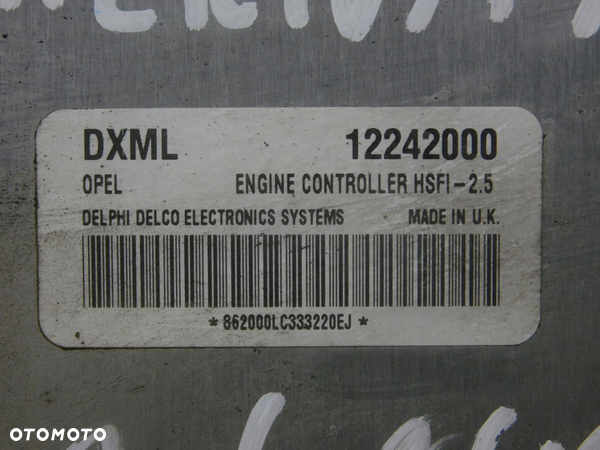 DXML 12242000
OPEL ENGINE CONTROLLER HSFI-2.5
DELPHI DELCO ELECTRONICS SYSTEMS MADE IN U.K.
*862000LC333220EJ*
OTOMOTO